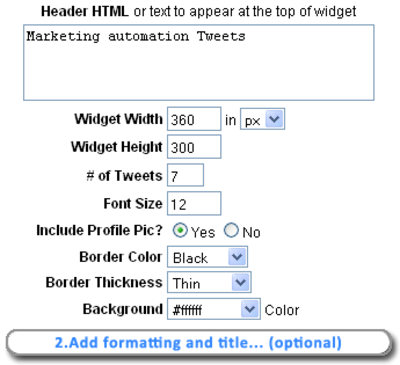 Header HTML or text to appear at the top of widget
Marketing automation Tweets
Widget Width 360 in px
Widget Height 300
# of Tweets 7
Font Size 12
Include Profile Pic? Yes No
Border Color Black
Border Thickness Thin
Background #ffffff Color
2.Add formatting and title... (optional)